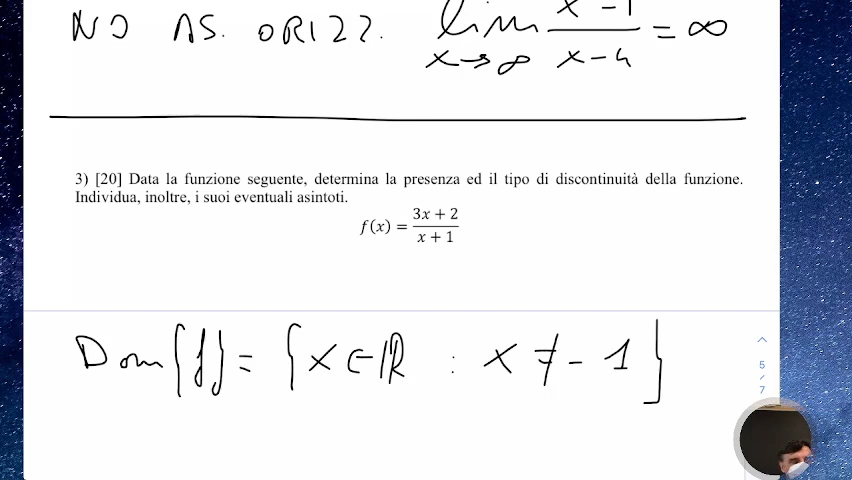 NO AS. ORIZZ. lim x→∞ x-1 / x-4 = ∞
3) [20] Data la funzione seguente, determina la presenza ed il tipo di discontinuità della funzione.
Individua, inoltre, i suoi eventuali asintoti.
f(x) = 3x + 2 / x + 1
Dom{f} = {x ∈ ℝ : x ≠ -1}
5
/
7